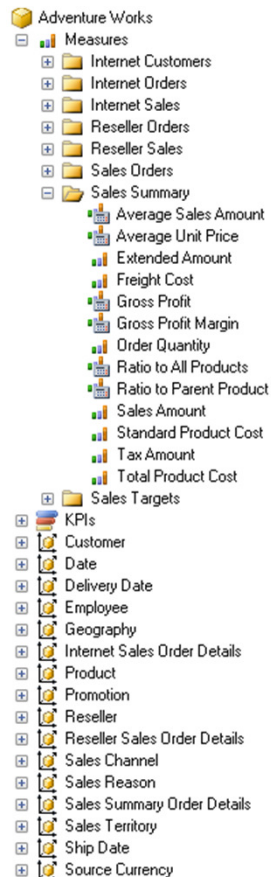 Adventure Works
Measures
Internet Customers
Internet Orders
Internet Sales
Reseller Orders
Reseller Sales
Sales Orders
Sales Summary
Average Sales Amount
Average Unit Price
Extended Amount
Freight Cost
Gross Profit
Gross Profit Margin
Order Quantity
Ratio to All Products
Ratio to Parent Product
Sales Amount
Standard Product Cost
Tax Amount
Total Product Cost
Sales Targets
KPIs
Customer
Date
Delivery Date
Employee
Geography
Internet Sales Order Details
Product
Promotion
Reseller
Reseller Sales Order Details
Sales Channel
Sales Reason
Sales Summary Order Details
Sales Territory
Ship Date
Source Currency